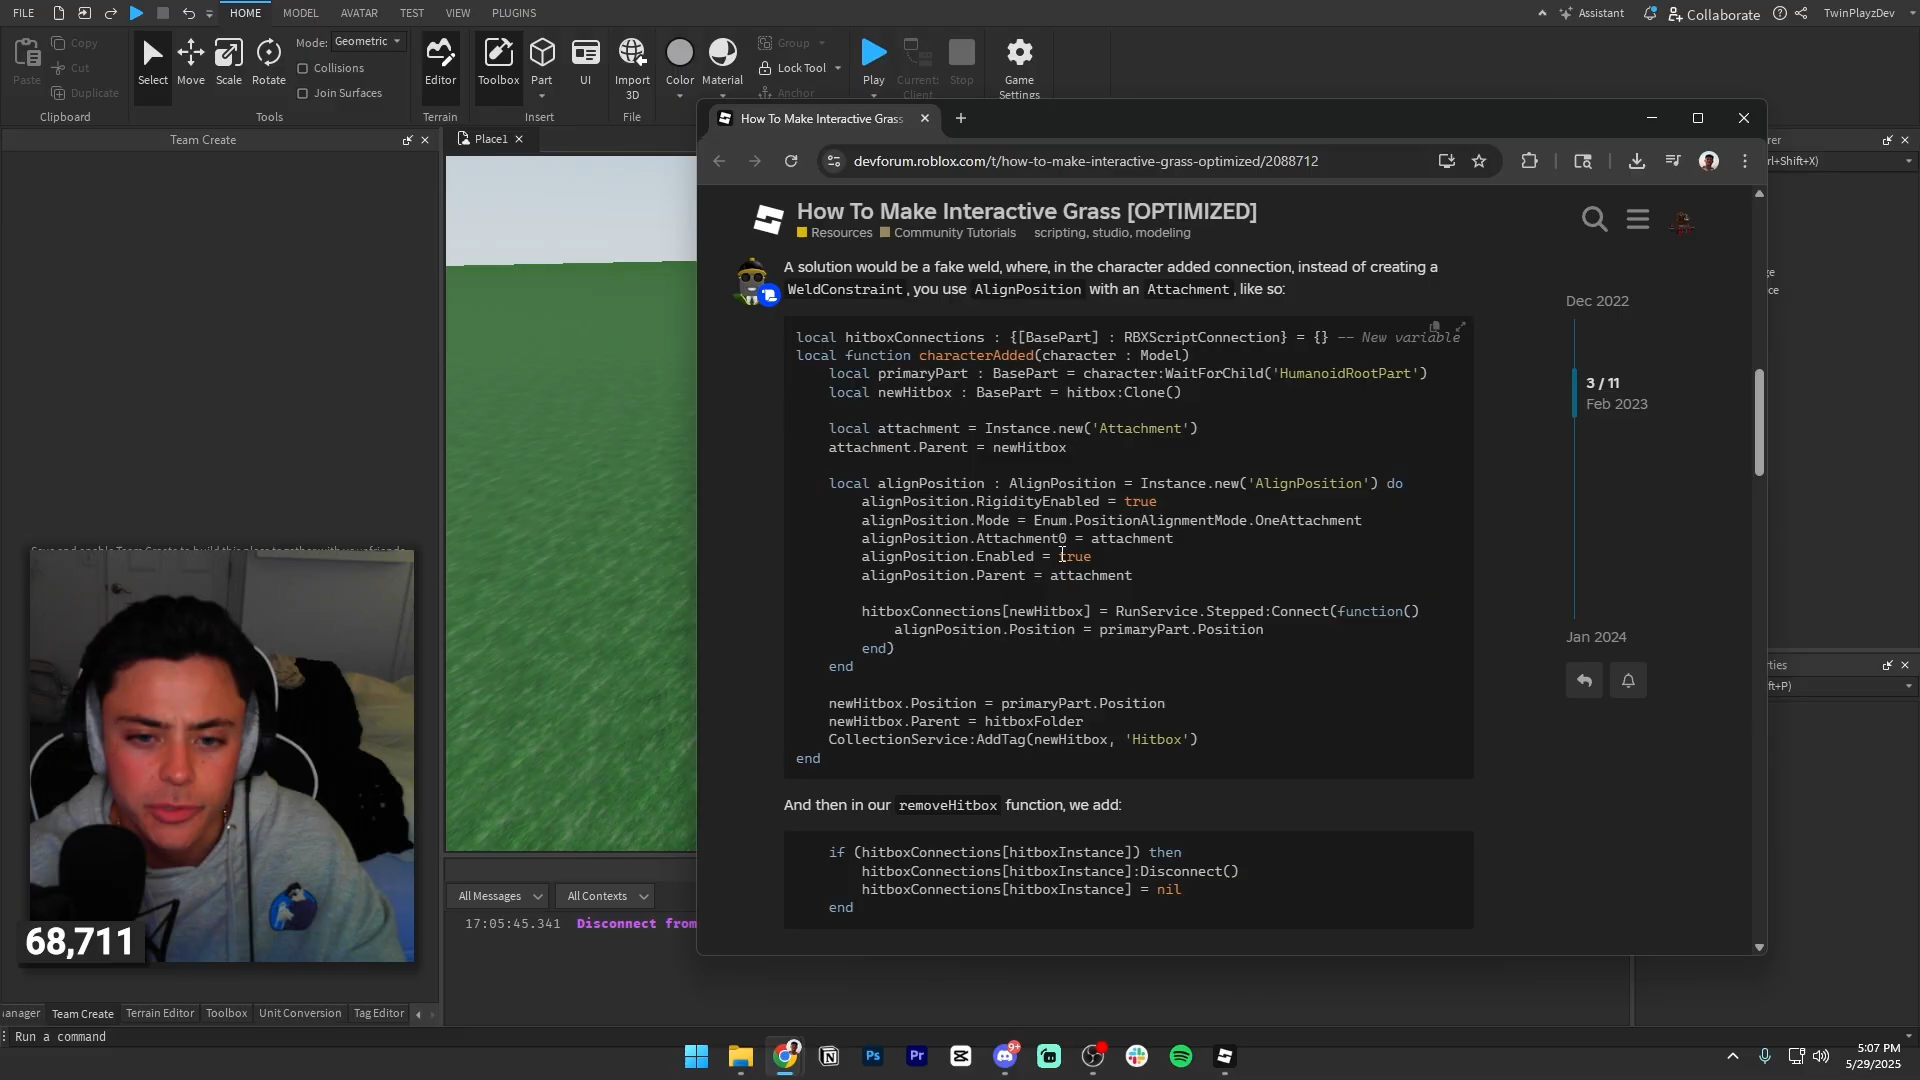 FILE
HOME
MODEL
AVATAR
TEST
VIEW
PLUGINS
Assistant
Collaborate
TwinPlayzDev
Paste
Copy
Cut
Duplicate
Clipboard
Select
Move
Scale
Rotate
Mode: Geometric
Collisions
Join Surfaces
Tools
Editor
Terrain
Toolbox
Part
UI
Insert
Import
3D
File
Color
Material
Group
Lock Tool
Anchor
Play
Current:
Client
Stop
Game
Settings
Team Create
Place1
How To Make Interactive Grass
devforum.roblox.com/t/how-to-make-interactive-grass-optimized/2088712
rl+Shift+X)
How To Make Interactive Grass [OPTIMIZED]
Resources Community Tutorials scripting, studio, modeling
A solution would be a fake weld, where, in the character added connection, instead of creating a
WeldConstraint, you use AlignPosition with an Attachment, like so:
local hitboxConnections : {[BasePart] : RBXScriptConnection} = {} -- New variable
local function characterAdded(character : Model)
local primaryPart : BasePart = character:WaitForChild('HumanoidRootPart')
local newHitbox : BasePart = hitbox:Clone()
local attachment = Instance.new('Attachment')
attachment.Parent = newHitbox
local alignPosition : AlignPosition = Instance.new('AlignPosition') do
alignPosition.RigidityEnabled = true
alignPosition.Mode = Enum.PositionAlignmentMode.OneAttachment
alignPosition.Attachment0 = attachment
alignPosition.Enabled = true
alignPosition.Parent = attachment
hitboxConnections[newHitbox] = RunService.Stepped:Connect(function()
alignPosition.Position = primaryPart.Position
end)
end
newHitbox.Position = primaryPart.Position
newHitbox.Parent = hitboxFolder
CollectionService:AddTag(newHitbox, 'Hitbox')
end
And then in our removeHitbox function, we add:
if (hitboxConnections[hitboxInstance]) then
hitboxConnections[hitboxInstance]:Disconnect()
hitboxConnections[hitboxInstance] = nil
end
Dec 2022
3 / 11
Feb 2023
Jan 2024
rer
ge
ce
rties
ft+P)
68,711
All Messages
All Contexts
17:05:45.341 Disconnect from
anager
Team Create
Terrain Editor
Toolbox
Unit Conversion
Tag Editor
Run a command
9+
5:07 PM
5/29/2025